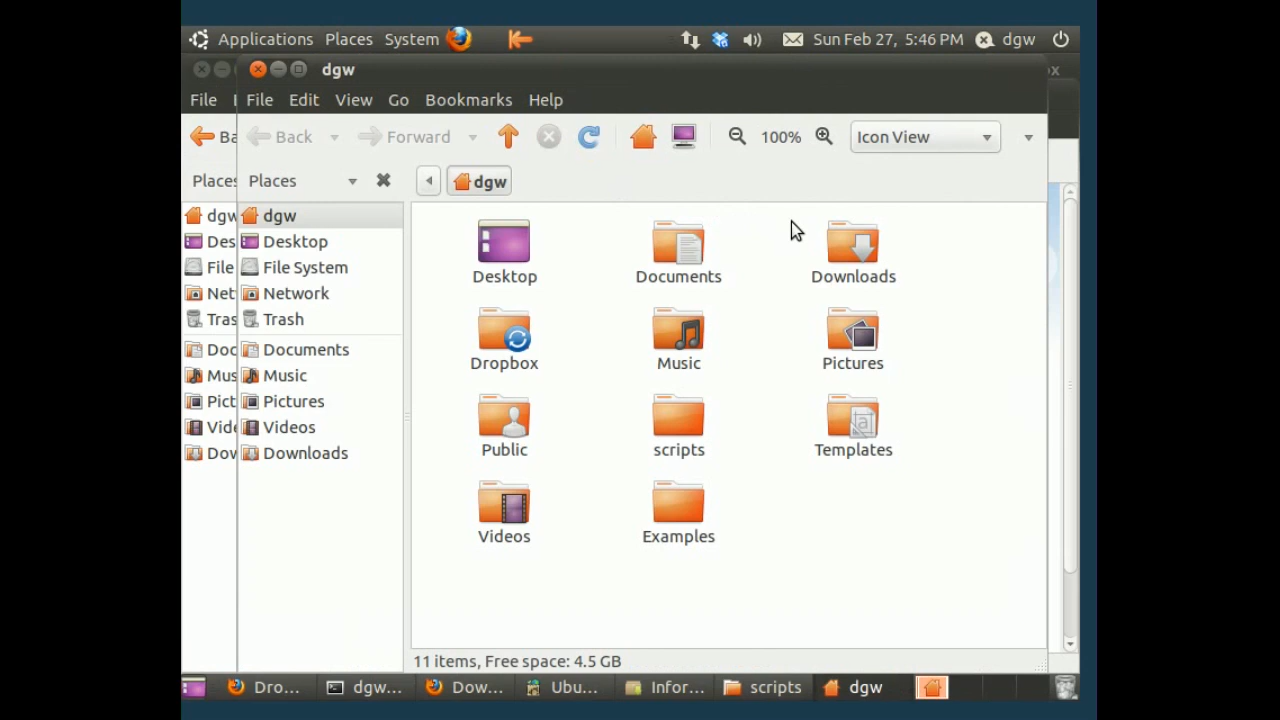 Applications Places System Sun Feb 27, 5:46 PM dgw
dgw
File File Edit View Go Bookmarks Help
Ba Back Forward 100% Icon View
Places Places dgw
dgw dgw
Des Desktop
File File System
Net Network
Tras Trash
Doc Documents
Mus Music
Pict Pictures
Vide Videos
Dow Downloads
Desktop Documents Downloads
Dropbox Music Pictures
Public scripts Templates
Videos Examples
11 items, Free space: 4.5 GB
Dro... dgw... Dow... Ubu... Infor... scripts dgw